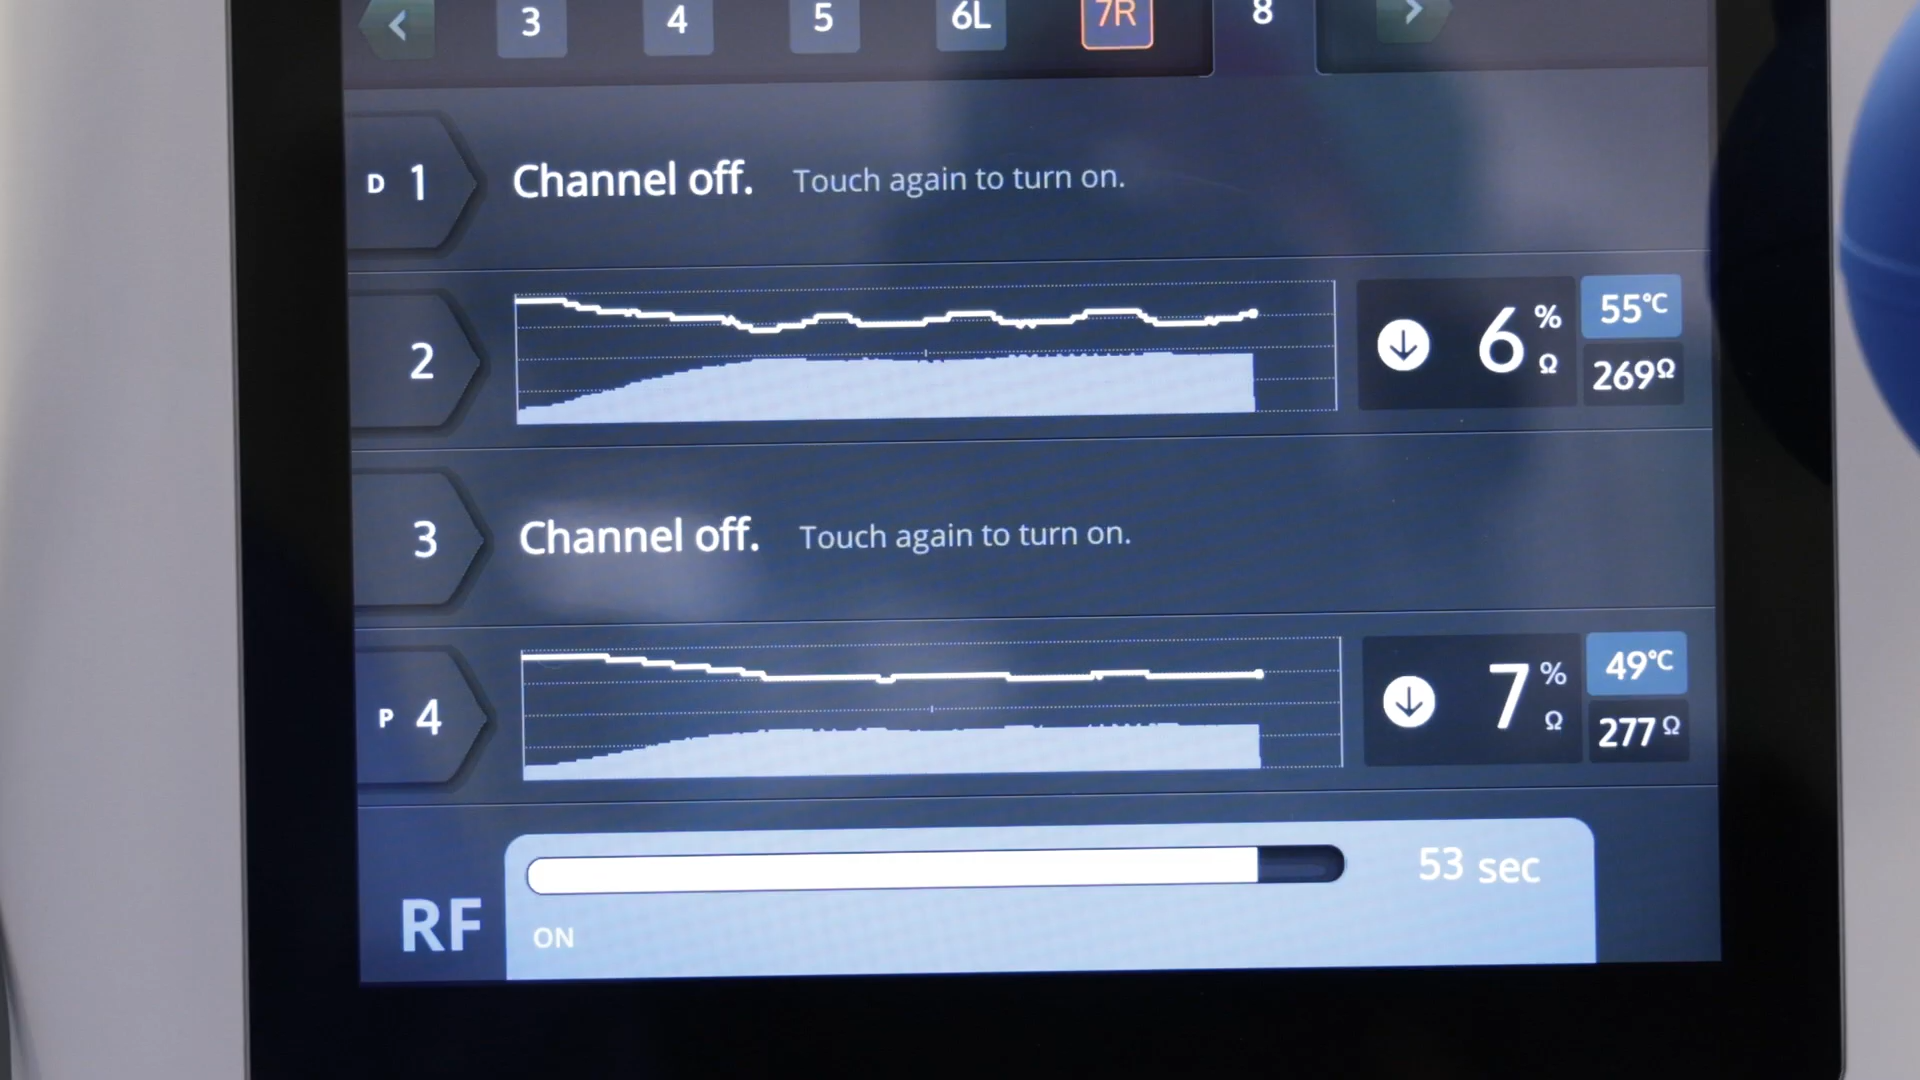 3 4 5 6L 7R 8
D 1 Channel off. Touch again to turn on.
2 6 % Ω 55°C 269Ω
3 Channel off. Touch again to turn on.
P 4 7 % Ω 49°C 277Ω
53 sec
RF ON